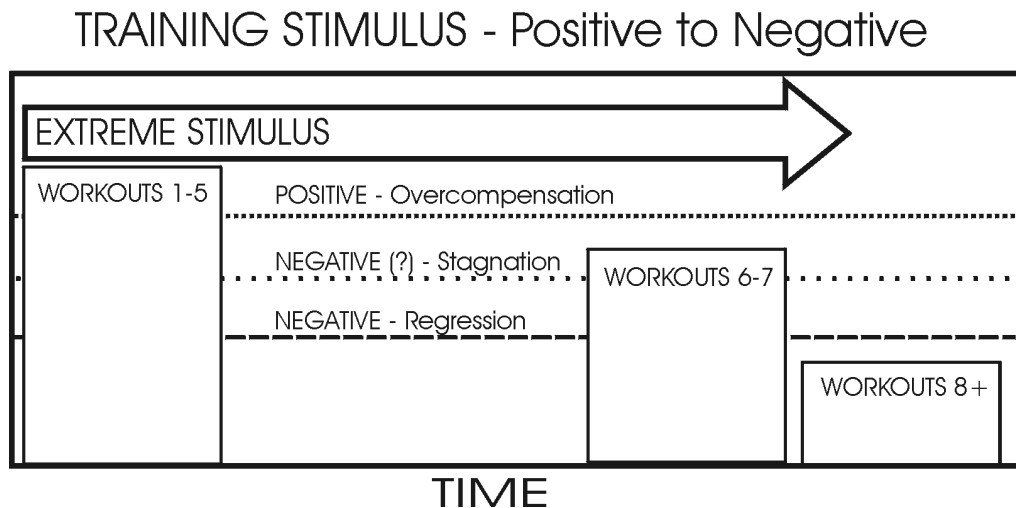 TRAINING STIMULUS - Positive to Negative
EXTREME STIMULUS
WORKOUTS 1-5
POSITIVE - Overcompensation
NEGATIVE (?) - Stagnation
WORKOUTS 6-7
NEGATIVE - Regression
WORKOUTS 8+
TIME